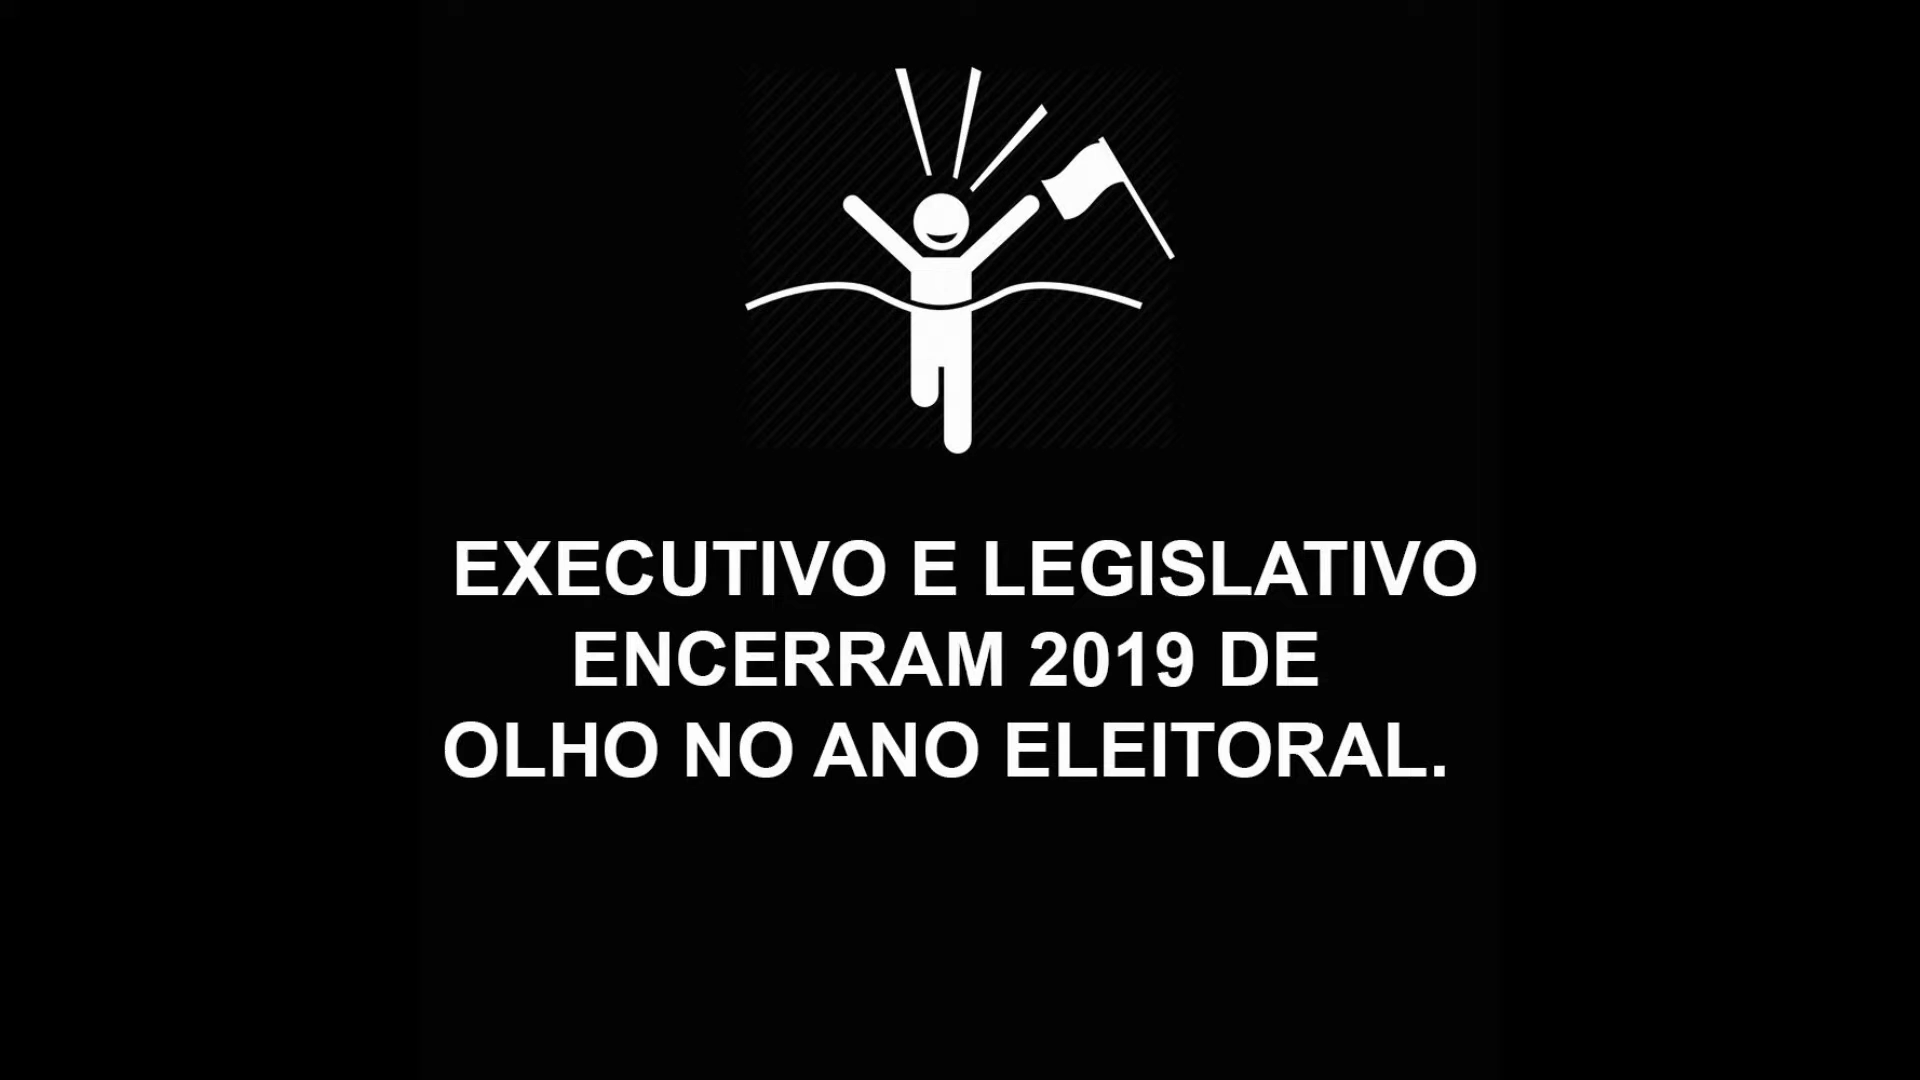 EXECUTIVO E LEGISLATIVO
ENCERRAM 2019 DE
OLHO NO ANO ELEITORAL.